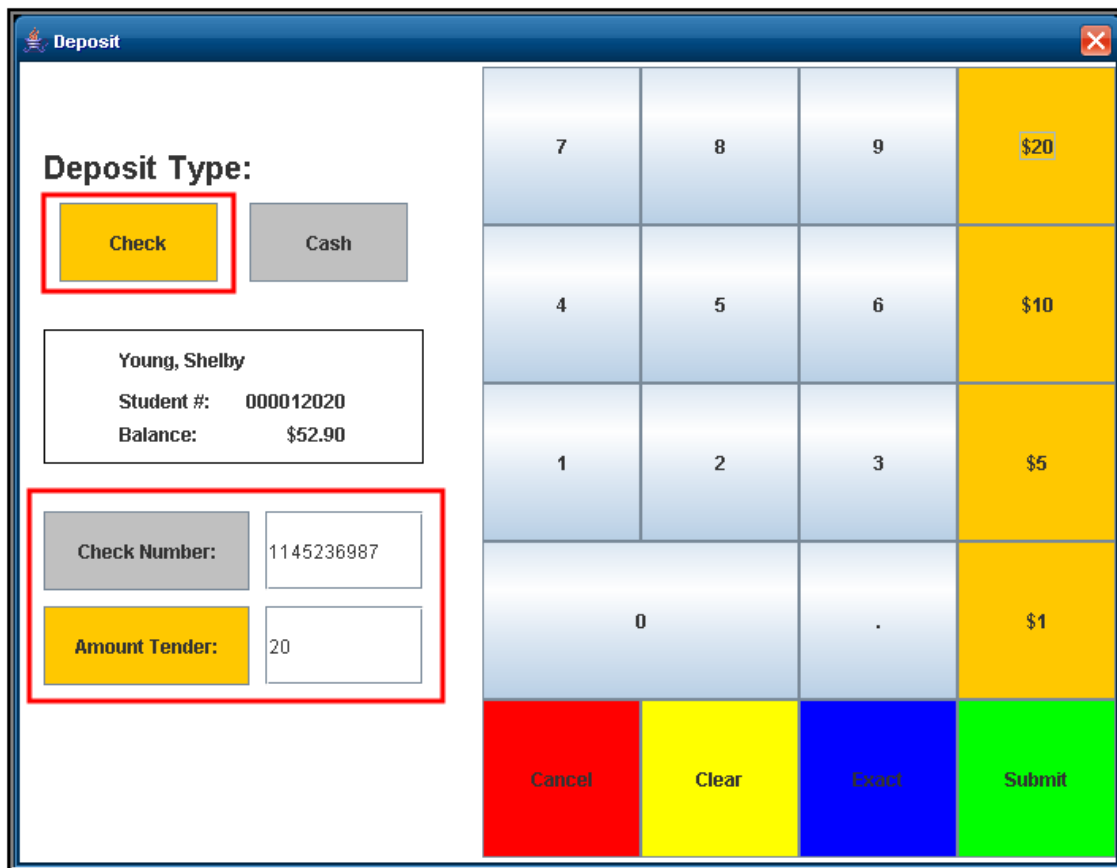 Deposit
Deposit Type:
Check
Cash
Young, Shelby
Student #: 000012020
Balance: $52.90
Check Number: 1145236987
Amount Tender: 20
7 8 9 $20
4 5 6 $10
1 2 3 $5
0 . $1
Cancel Clear Exact Submit